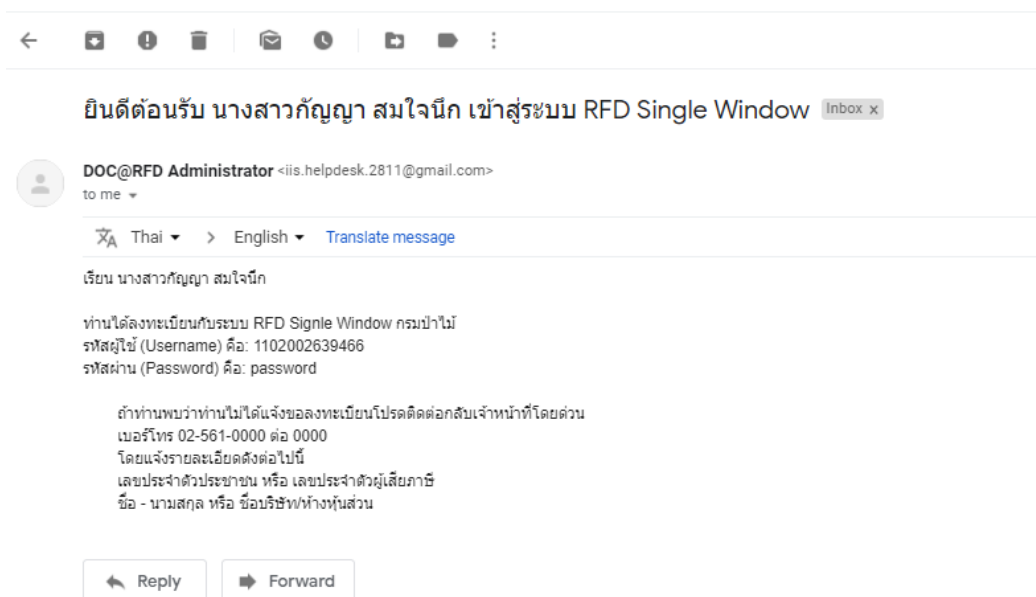 ยินดีต้อนรับ นางสาวกัญญา สมใจนึก เข้าสู่ระบบ RFD Single Window Inbox x
DOC@RFD Administrator <iis.helpdesk.2811@gmail.com>
to me
Thai > English Translate message
เรียน นางสาวกัญญา สมใจนึก
ท่านได้ลงทะเบียนกับระบบ RFD Signle Window กรมป่าไม้
รหัสผู้ใช้ (Username) คือ: 1102002639466
รหัสผ่าน (Password) คือ: password
ถ้าท่านพบว่าท่านไม่ได้แจ้งขอลงทะเบียนโปรดติดต่อกลับเจ้าหน้าที่โดยด่วน
เบอร์โทร 02-561-0000 ต่อ 0000
โดยแจ้งรายละเอียดดังต่อไปนี้
เลขประจำตัวประชาชน หรือ เลขประจำตัวผู้เสียภาษี
ชื่อ - นามสกุล หรือ ชื่อบริษัท/ห้างหุ้นส่วน
Reply Forward